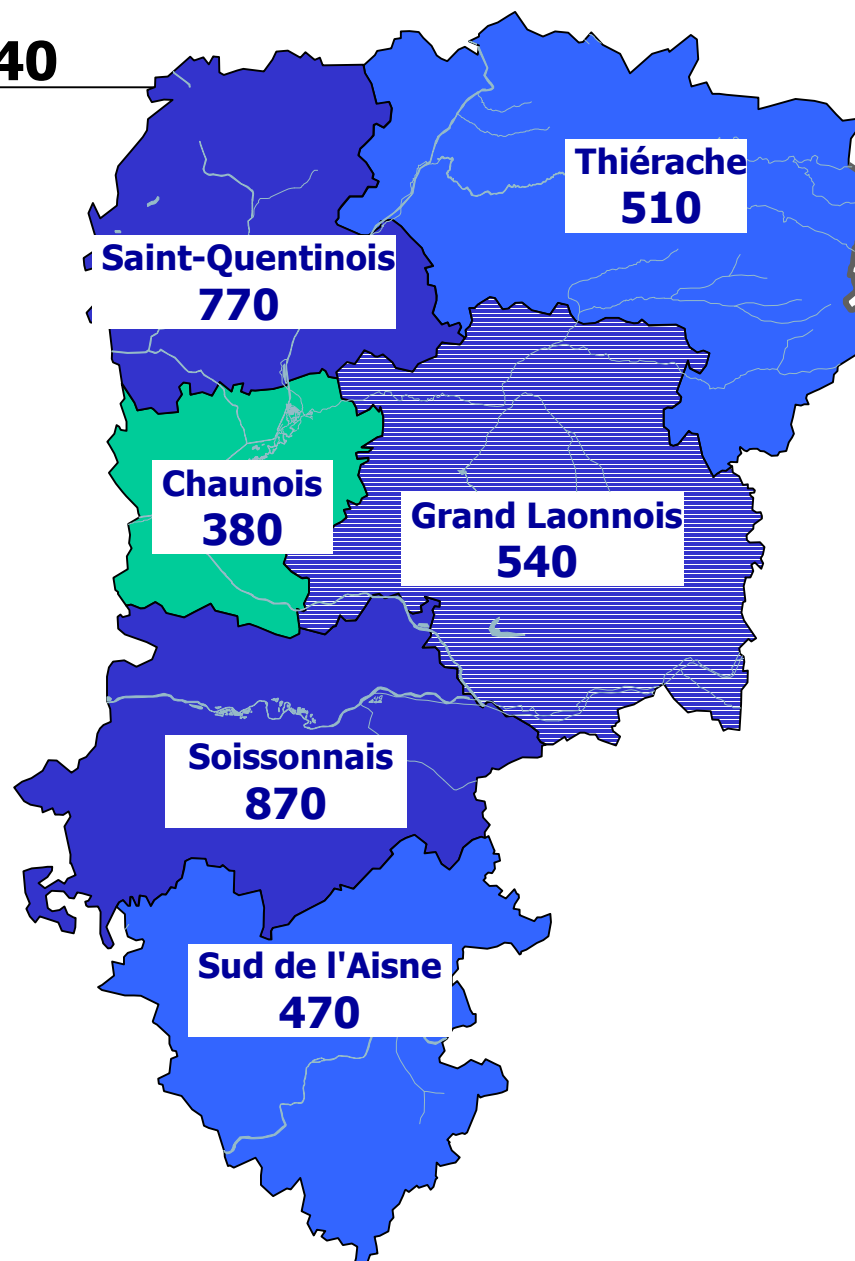 40
Thiérache
510
Saint-Quentinois
770
Chaunois
380
Grand Laonnois
540
Soissonnais
870
Sud de l'Aisne
470